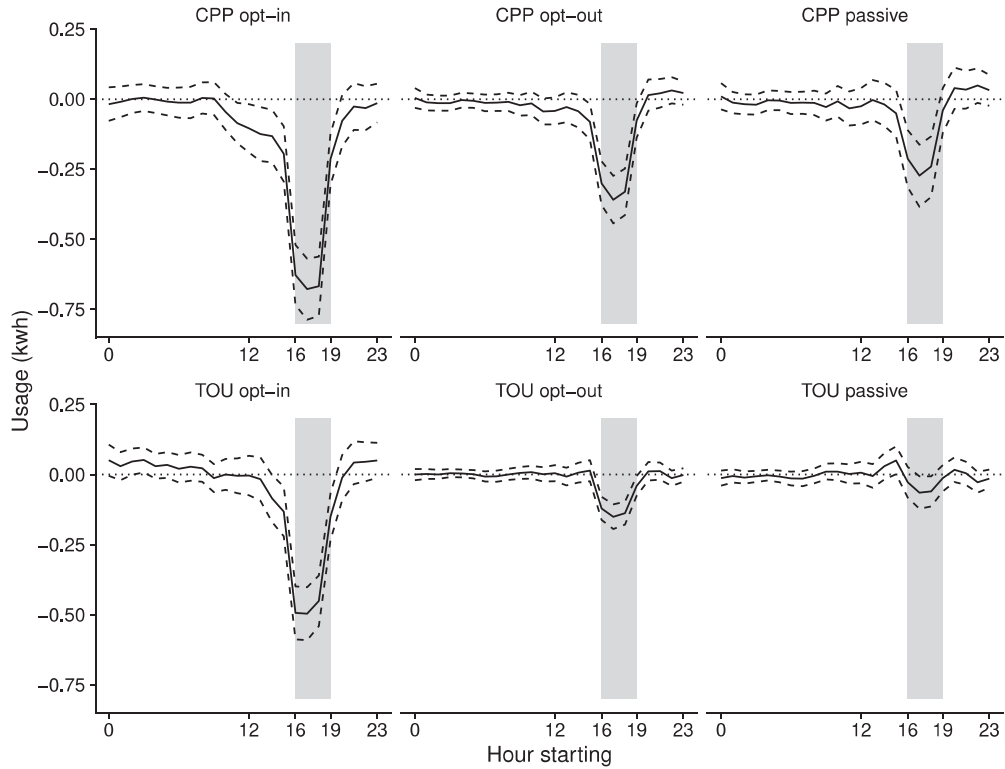 CPP opt−in CPP opt−out CPP passive
0.25
0.00
−0.25
−0.50
−0.75
0 12 16 19 23 0 12 16 19 23 0 12 16 19 23
Usage (kwh)
TOU opt−in TOU opt−out TOU passive
0.25
0.00
−0.25
−0.50
−0.75
0 12 16 19 23 0 12 16 19 23 0 12 16 19 23
Hour starting